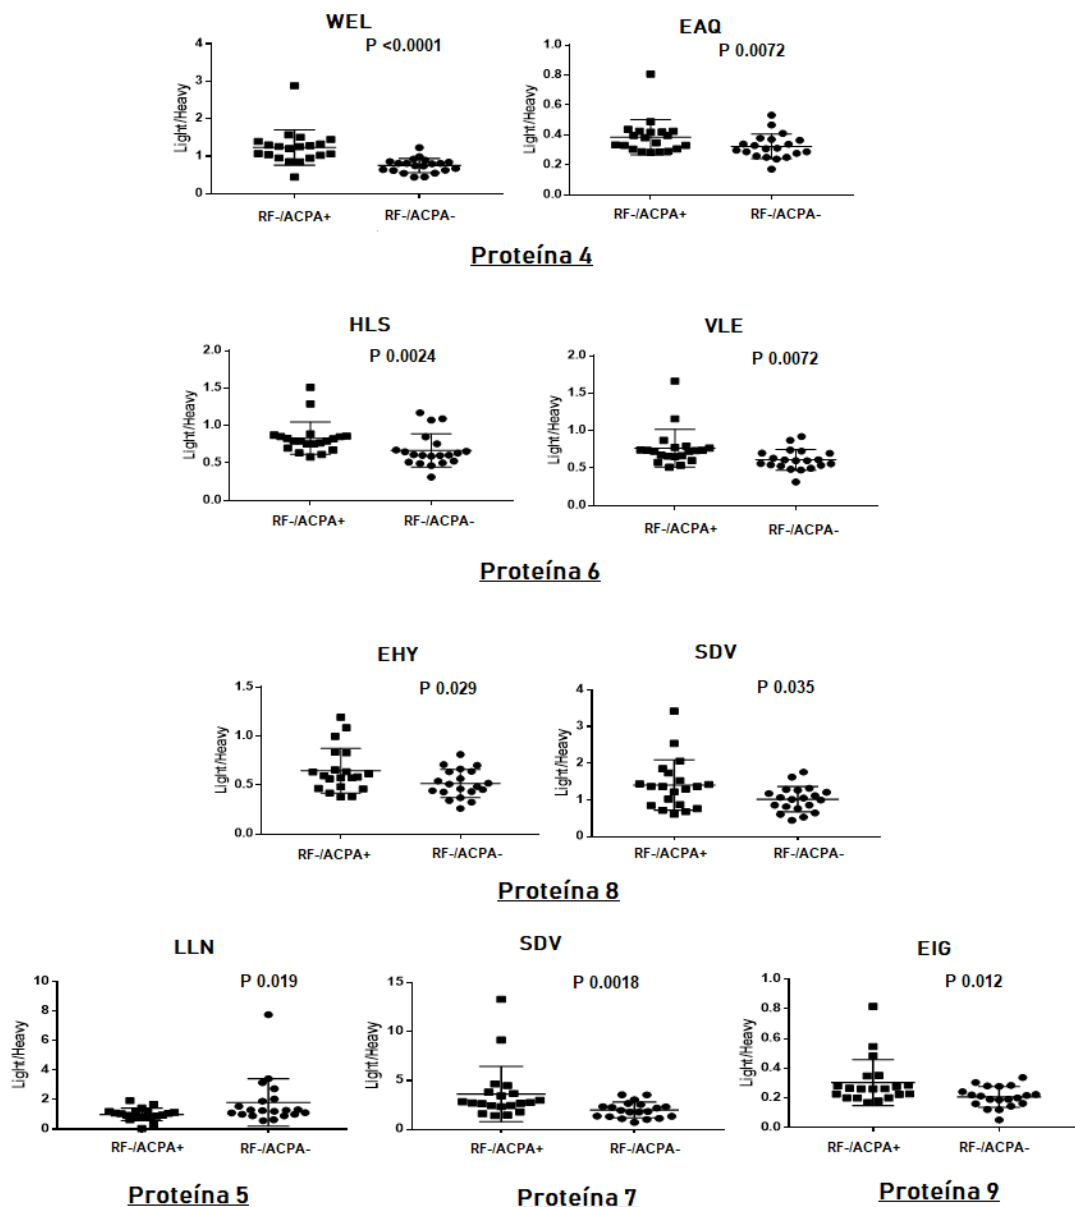 WEL
P <0.0001
4
3
2
1
0
Light/Heavy
RF-/ACPA+
RF-/ACPA-
EAQ
P 0.0072
1.0
0.8
0.6
0.4
0.2
0.0
Light/Heavy
RF-/ACPA+
RF-/ACPA-
Proteína 4
HLS
P 0.0024
2.0
1.5
1.0
0.5
0.0
Light/Heavy
RF-/ACPA+
RF-/ACPA-
VLE
P 0.0072
2.0
1.5
1.0
0.5
0.0
Light/Heavy
RF-/ACPA+
RF-/ACPA-
Proteína 6
EHY
P 0.029
1.5
1.0
0.5
0.0
Light/Heavy
RF-/ACPA+
RF-/ACPA-
SDV
P 0.035
4
3
2
1
0
Light/Heavy
RF-/ACPA+
RF-/ACPA-
Proteína 8
LLN
P 0.019
10
8
6
4
2
0
Light/Heavy
RF-/ACPA+
RF-/ACPA-
Proteína 5
SDV
P 0.0018
15
10
5
0
Light/Heavy
RF-/ACPA+
RF-/ACPA-
Proteína 7
EIG
P 0.012
1.0
0.8
0.6
0.4
0.2
0.0
Light/Heavy
RF-/ACPA+
RF-/ACPA-
Proteína 9